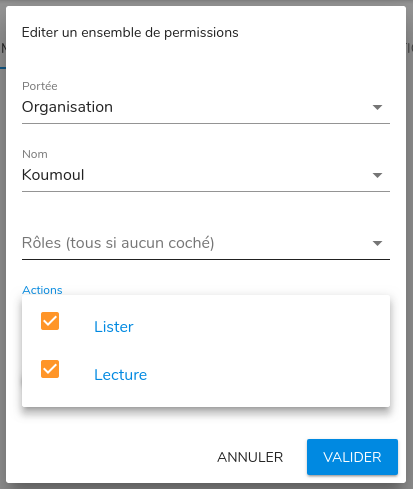 Editer un ensemble de permissions
Portée
Organisation
Nom
Koumoul
Rôles (tous si aucun coché)
Actions
Lister
Lecture
ANNULER
VALIDER